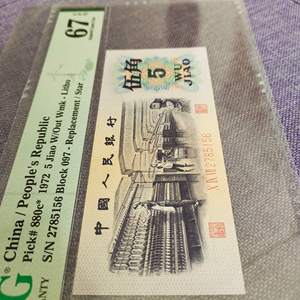 China / People's Republic
Pick# 880c* 1972 5 Jiao W/Out Wmk - Litho
S/N 2785156 Block 097 - Replacement / Star
67
伍角
5
WU
JIAO
中國人民銀行
2785156